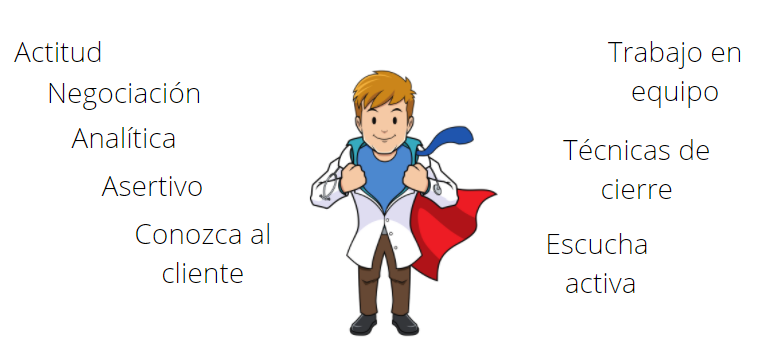 Actitud
Negociación
Analítica
Asertivo
Conozca al
cliente
Trabajo en
equipo
Técnicas de
cierre
Escucha
activa